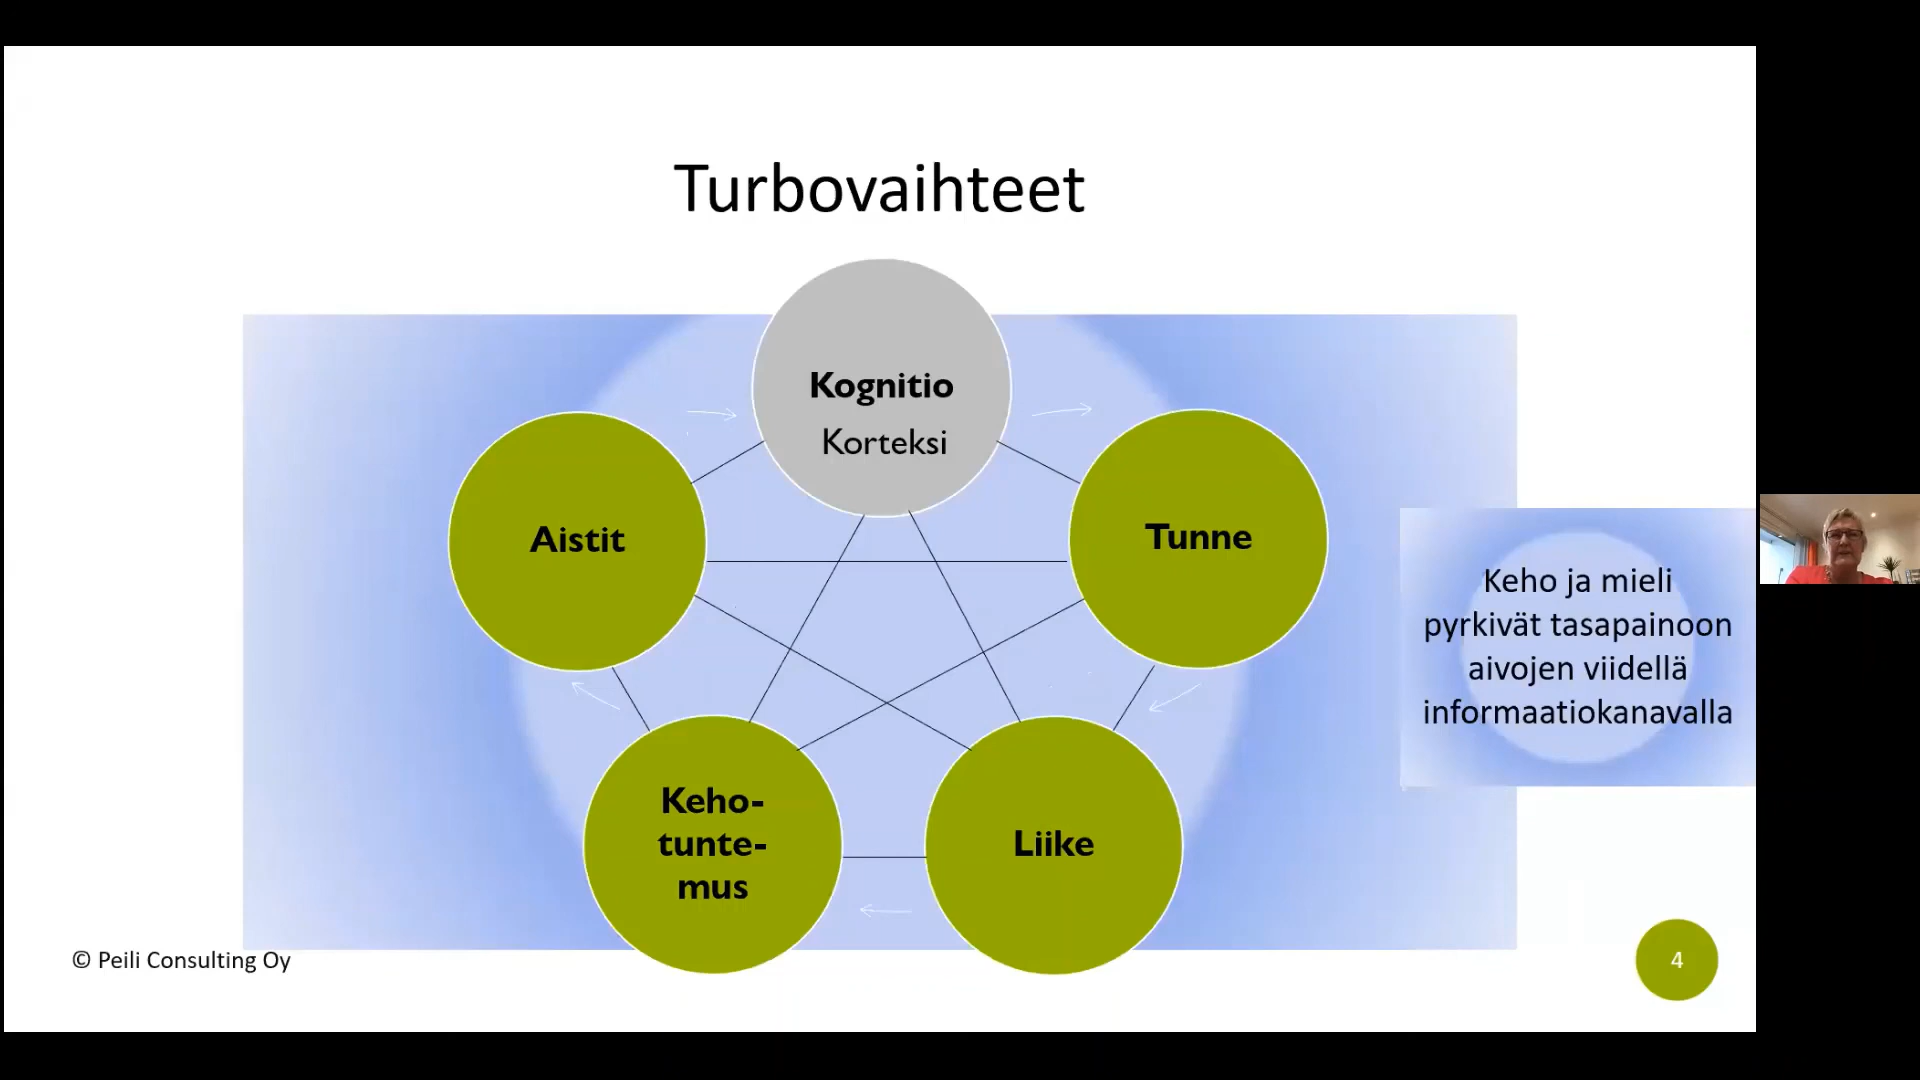 Turbovaihteet
Kognitio
Korteksi
Aistit
Tunne
Keho ja mieli
pyrkivät tasapainoon
aivojen viidellä
informaatiokanavalla
Keho-
tunte-
mus
Liike
© Peili Consulting Oy
4